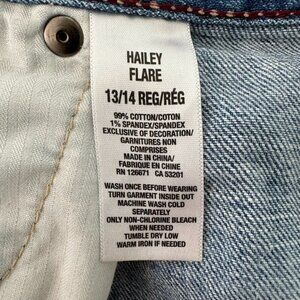 HAILEY
FLARE
13/14 REG/RÉG
99% COTTON/COTON
1% SPANDEX/SPANDEX
EXCLUSIVE OF DECORATION/
GARNITURES NON
COMPRISES
MADE IN CHINA/
FABRIQUE EN CHINE
RN 126671 CA 53201
WASH ONCE BEFORE WEARING
TURN GARMENT INSIDE OUT
MACHINE WASH COLD
SEPARATELY
ONLY NON-CHLORINE BLEACH
WHEN NEEDED
TUMBLE DRY LOW
WARM IRON IF NEEDED